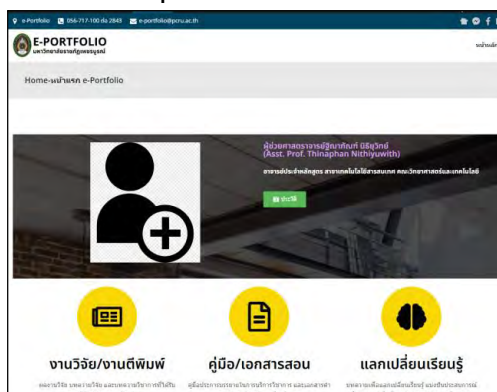 e-Portfolio 056-717-100 ต่อ 2843 e-portfolio@pcru.ac.th
E-PORTFOLIO
มหาวิทยาลัยราชภัฏเพชรบูรณ์
Home-หน้าแรก e-Portfolio
ผู้ช่วยศาสตราจารย์ฐิณาภัณฑ์ นิธิยุวิทย์
(Asst. Prof. Thinaphan Nithiyuwith)
อาจารย์ประจำหลักสูตร สาขาเทคโนโลยีสารสนเทศ คณะวิทยาศาสตร์และเทคโนโลยี
ประวัติ
งานวิจัย/งานตีพิมพ์ คู่มือ/เอกสารสอน แลกเปลี่ยนเรียนรู้